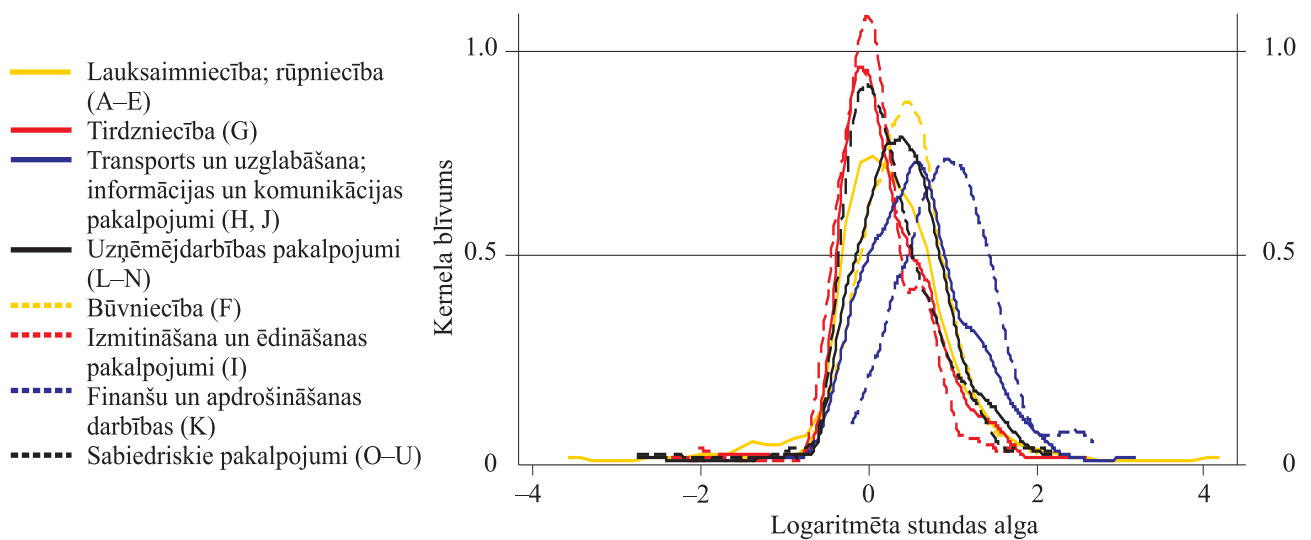 Lauksaimniecība; rūpniecība
(A–E)
Tirdzniecība (G)
Transports un uzglabāšana;
informācijas un komunikācijas
pakalpojumi (H, J)
Uzņēmējdarbības pakalpojumi
(L–N)
Būvniecība (F)
Izmitināšana un ēdināšanas
pakalpojumi (I)
Finanšu un apdrošināšanas
darbības (K)
Sabiedriskie pakalpojumi (O–U)
Kernela blīvums
1.0
0.5
0
1.0
0.5
0
–4
–2
0
2
4
Logaritmēta stundas alga